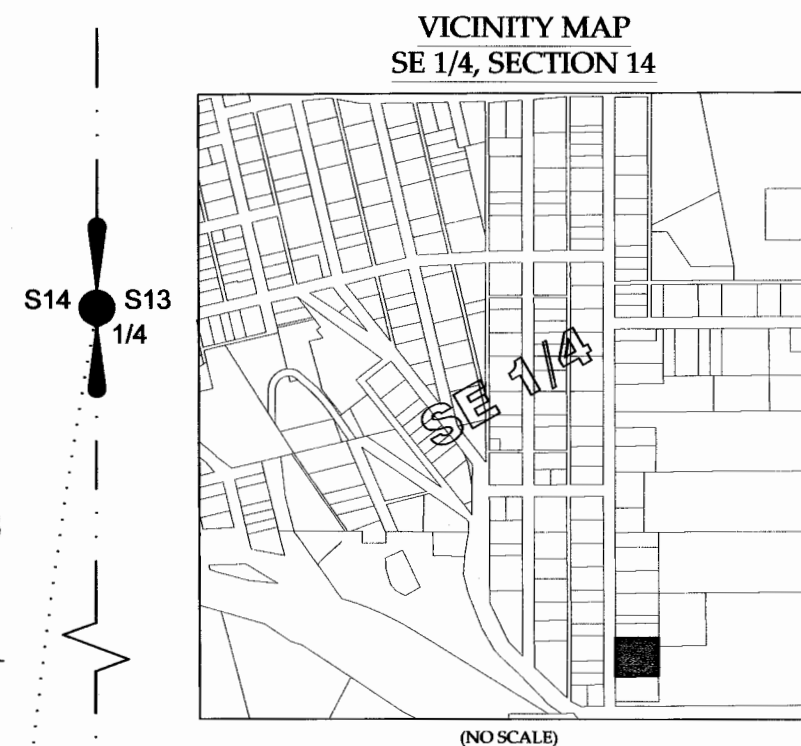 VICINITY MAP
SE 1/4, SECTION 14
S14 S13
1/4
SE 1/4
(NO SCALE)